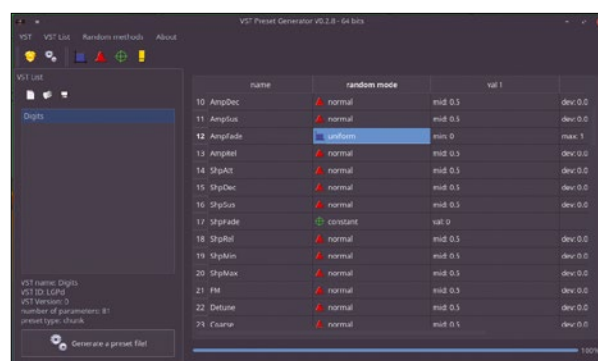 VST Preset Generator V0.2.8 - 64 bits
VST VST List Random methods About
VST List
Digits
VST name: Digits
VST ID: LGPd
VST Version: 0
number of parameters: 81
preset type: chunk
Generate a preset file!
name random mode val 1
10 AmpDec normal mid: 0.5 dev: 0.0
11 AmpSus normal mid: 0.5 dev: 0.0
12 AmpFade uniform min: 0 max: 1
13 AmpRel normal mid: 0.5 dev: 0.0
14 ShpAtt normal mid: 0.5 dev: 0.0
15 ShpDec normal mid: 0.5 dev: 0.0
16 ShpSus normal mid: 0.5 dev: 0.0
17 ShpFade constant val: 0
18 ShpRel normal mid: 0.5 dev: 0.0
19 ShpMin normal mid: 0.5 dev: 0.0
20 ShpMax normal mid: 0.5 dev: 0.0
21 FM normal mid: 0.5 dev: 0.0
22 Detune normal mid: 0.5 dev: 0.0
23 Coarse normal mid: 0.5 dev: 0.0
100%